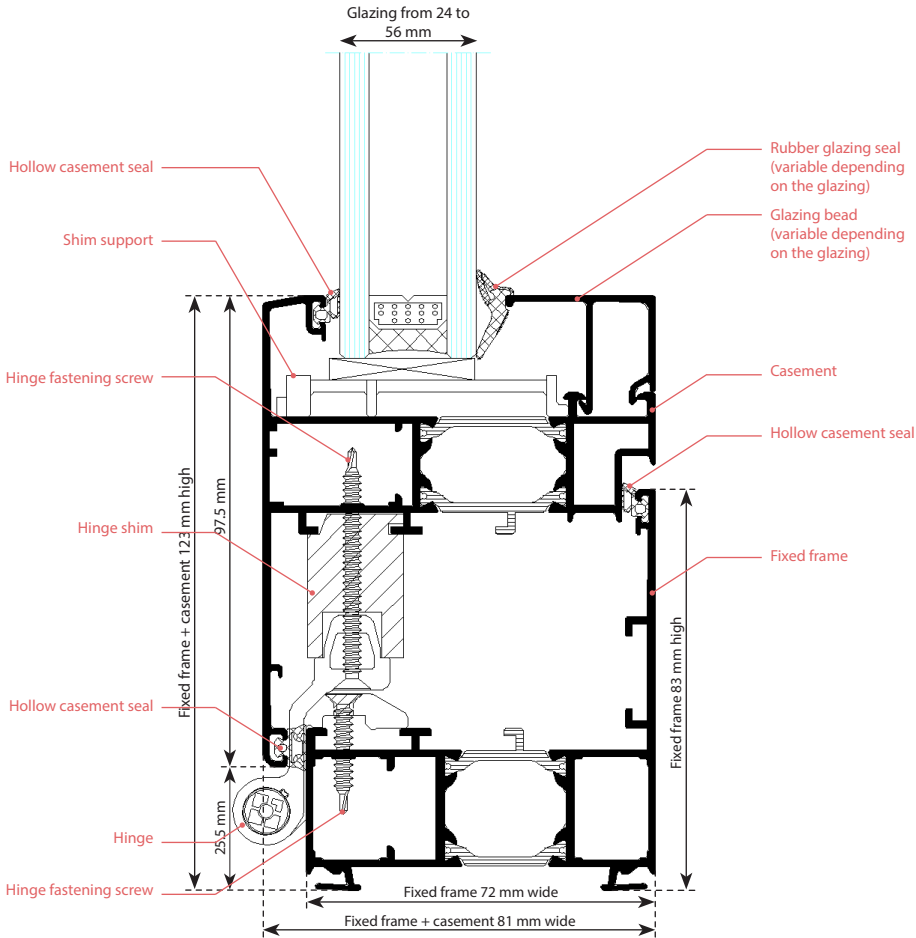 Glazing from 24 to
56 mm
Hollow casement seal
Shim support
Hinge fastening screw
Hinge shim
Hollow casement seal
Hinge
Hinge fastening screw
Rubber glazing seal
(variable depending
on the glazing)
Glazing bead
(variable depending
on the glazing)
Casement
Hollow casement seal
Fixed frame
Fixed frame + casement 123 mm high
97.5 mm
25.5 mm
Fixed frame 83 mm high
Fixed frame 72 mm wide
Fixed frame + casement 81 mm wide